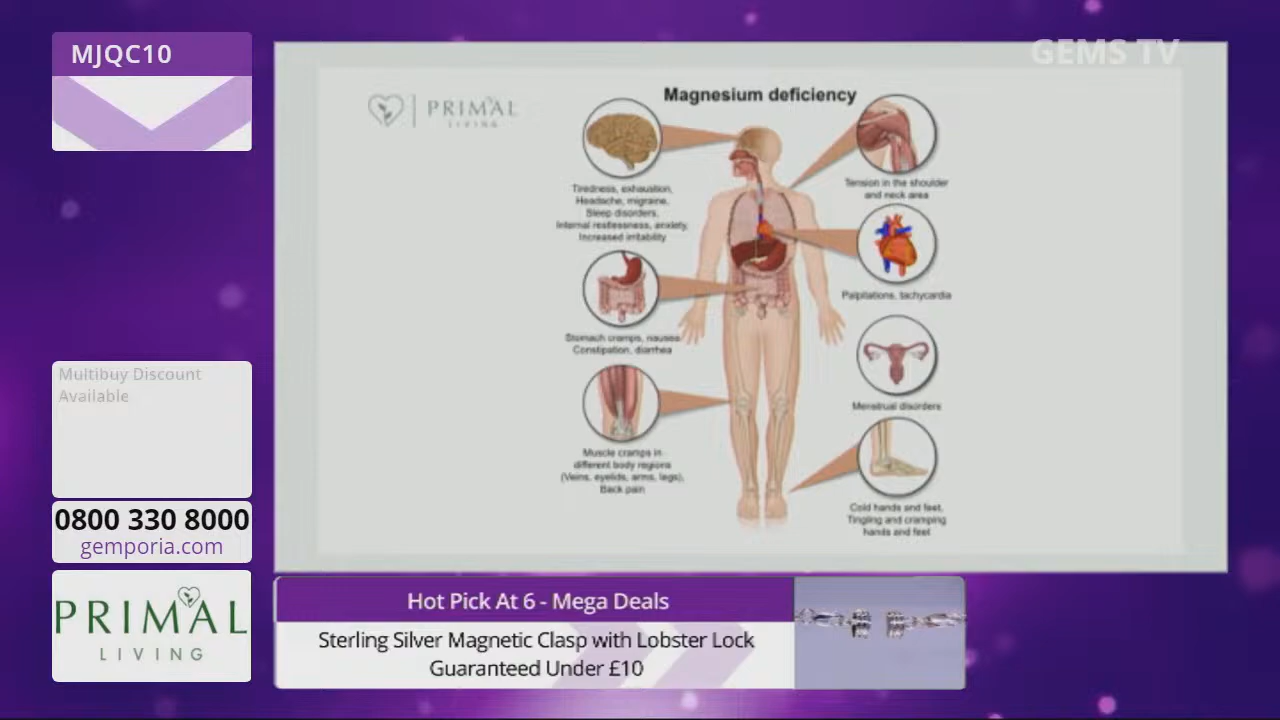 MJQC10
GEMS TV
PRIMAL
LIVING
Magnesium deficiency
Tiredness, exhaustion,
Headache, migraine,
Sleep disorders,
Internal restlessness, anxiety,
Increased irritability
Tension in the shoulder
and neck area
Palpitations, tachycardia
Stomach cramps, nausea
Constipation, diarrhea
Menstrual disorders
Muscle cramps in
different body regions
(Veins, eyelids, arms, legs),
Back pain
Cold hands and feet,
Tingling and cramping
hands and feet
Multibuy Discount
Available
0800 330 8000
gemporia.com
PRIMAL
LIVING
Hot Pick At 6 - Mega Deals
Sterling Silver Magnetic Clasp with Lobster Lock
Guaranteed Under £10